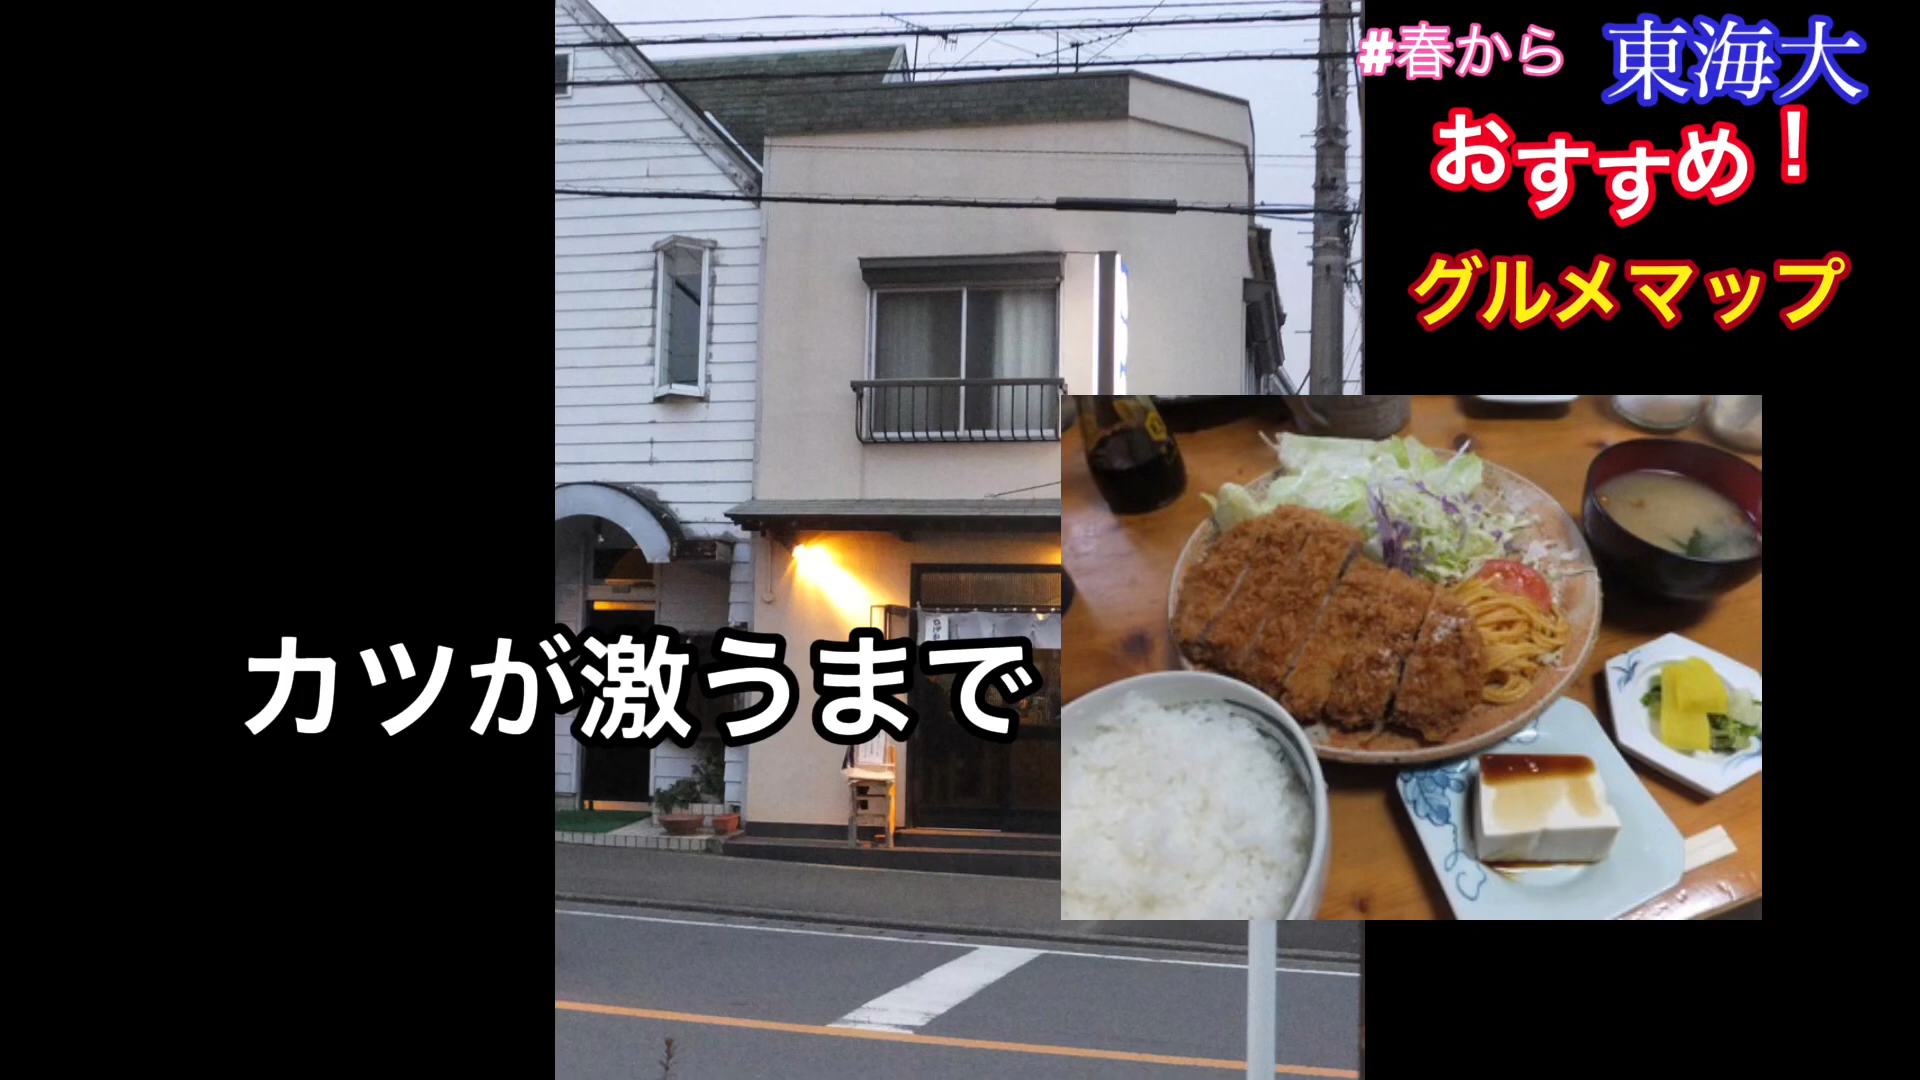 #春から 東海大
おすすめ!
グルメマップ
カツが激うまで